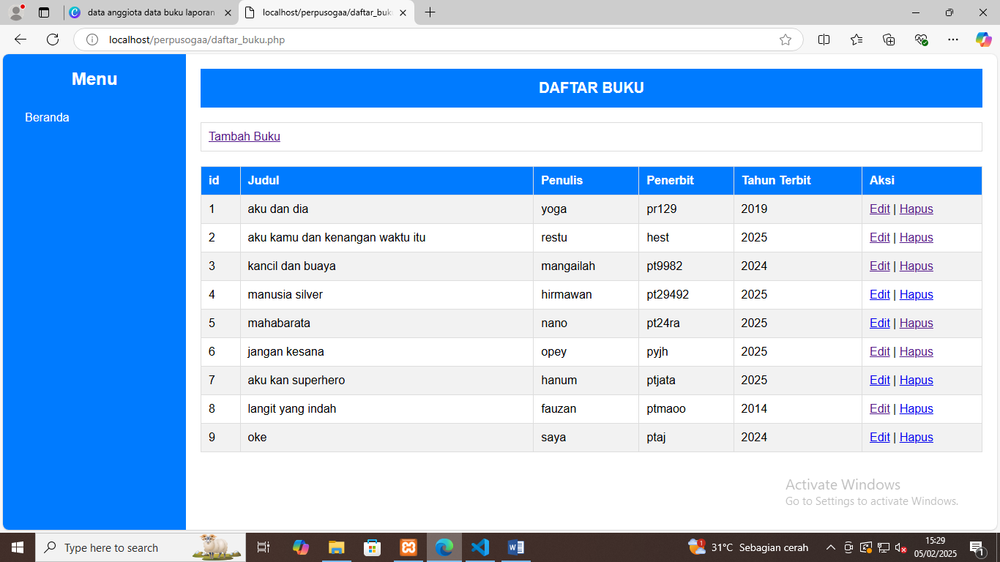 data anggiota data buku laporan
localhost/perpusogaa/daftar_buku
localhost/perpusogaa/daftar_buku.php
Menu
Beranda
DAFTAR BUKU
Tambah Buku
id Judul Penulis Penerbit Tahun Terbit Aksi
1 aku dan dia yoga pr129 2019 Edit | Hapus
2 aku kamu dan kenangan waktu itu restu hest 2025 Edit | Hapus
3 kancil dan buaya mangailah pt9982 2024 Edit | Hapus
4 manusia silver hirmawan pt29492 2025 Edit | Hapus
5 mahabarata nano pt24ra 2025 Edit | Hapus
6 jangan kesana opey pyjh 2025 Edit | Hapus
7 aku kan superhero hanum ptjata 2025 Edit | Hapus
8 langit yang indah fauzan ptmaoo 2014 Edit | Hapus
9 oke saya ptaj 2024 Edit | Hapus
Activate Windows
Go to Settings to activate Windows.
Type here to search
1
31°C Sebagian cerah
15:29
05/02/2025
1